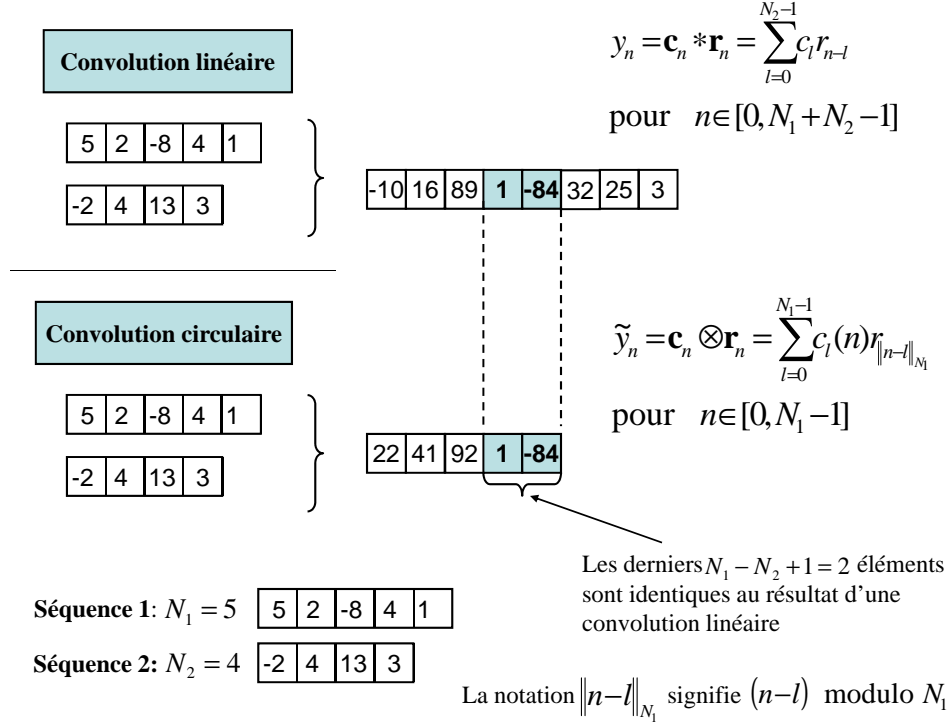 Convolution linéaire
y_n = c_n * r_n = \sum_{l=0}^{N_2-1} c_l r_{n-l}
pour n∈[0, N_1 + N_2 −1]
5 2 -8 4 1
-2 4 13 3
-10 16 89 1 -84 32 25 3
Convolution circulaire
ỹ_n = c_n ⊗ r_n = \sum_{l=0}^{N_1-1} c_l(n) r_{‖n−l‖_{N_1}}
pour n∈[0, N_1 −1]
5 2 -8 4 1
-2 4 13 3
22 41 92 1 -84
Les derniers N_1 − N_2 +1 = 2 éléments
sont identiques au résultat d'une
convolution linéaire
Séquence 1: N_1 = 5 5 2 -8 4 1
Séquence 2: N_2 = 4 -2 4 13 3
La notation ‖n−l‖_{N_1} signifie (n−l) modulo N_1